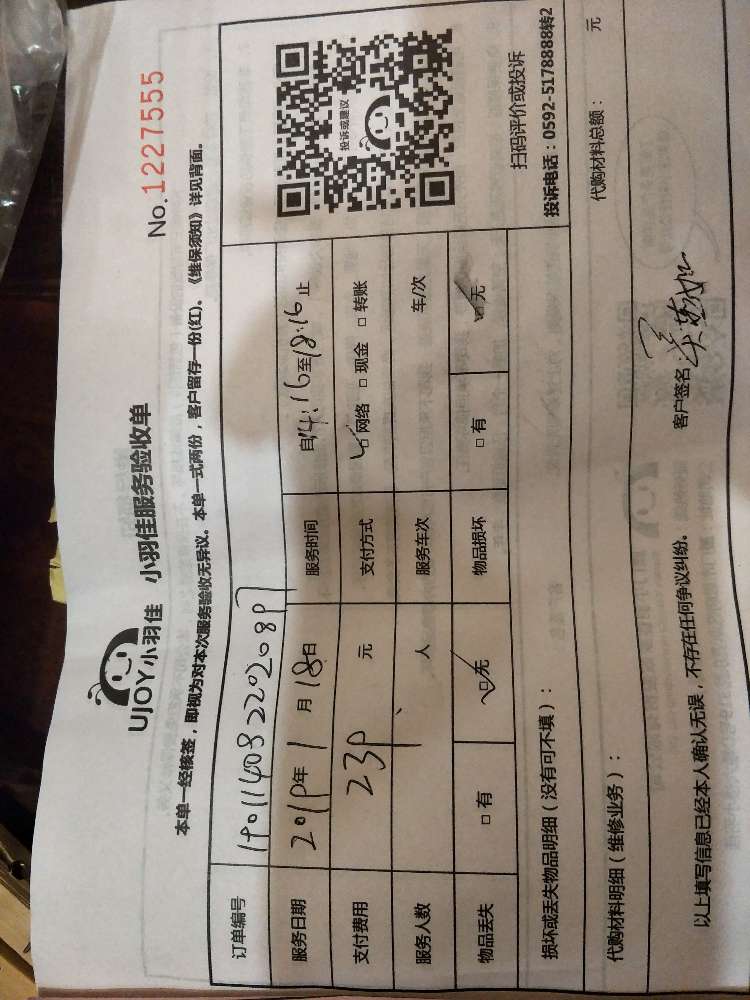 UJOY小羽佳 小羽佳服务验收单
No.1227555
本单一经核签，即视为对本次服务验收无异议。本单一式两份，客户留存一份(红)。《维保须知》详见背面。
订单编号
服务日期 2019年 1 月 18 日 服务时间 自14:16至18:16止
支付费用 239 元 支付方式 ☑网络 □现金 □转账
服务人数 人 服务车次 车/次
物品丢失 □有 ☑无 物品损坏 □有 ☑无
投诉或建议
扫码评价或投诉
投诉电话：0592-5178888转2
损坏或丢失物品明细（没有可不填）：
代购材料明细（维修业务）： 代购材料总额： 元
以上填写信息已经本人确认无误，不存在任何争议纠纷。 客户签名